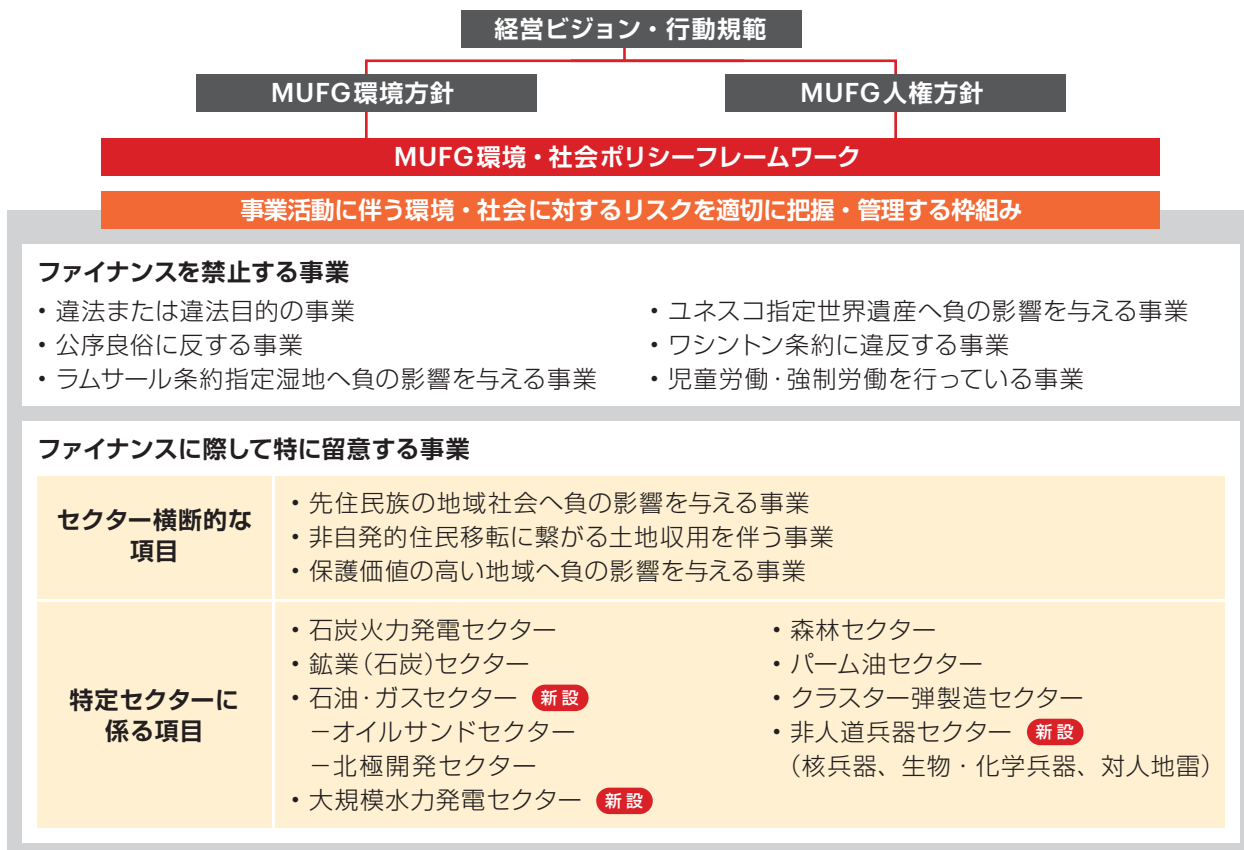 経営ビジョン・行動規範
MUFG環境方針
MUFG人権方針
MUFG環境・社会ポリシーフレームワーク
事業活動に伴う環境・社会に対するリスクを適切に把握・管理する枠組み
ファイナンスを禁止する事業
・違法または違法目的の事業
・公序良俗に反する事業
・ラムサール条約指定湿地へ負の影響を与える事業
・ユネスコ指定世界遺産へ負の影響を与える事業
・ワシントン条約に違反する事業
・児童労働・強制労働を行っている事業
ファイナンスに際して特に留意する事業
セクター横断的な
項目
・先住民族の地域社会へ負の影響を与える事業
・非自発的住民移転に繋がる土地収用を伴う事業
・保護価値の高い地域へ負の影響を与える事業
特定セクターに
係る項目
・石炭火力発電セクター
・鉱業(石炭)セクター
・石油・ガスセクター 新設
−オイルサンドセクター
−北極開発セクター
・大規模水力発電セクター 新設
・森林セクター
・パーム油セクター
・クラスター弾製造セクター
・非人道兵器セクター 新設
(核兵器、生物・化学兵器、対人地雷)